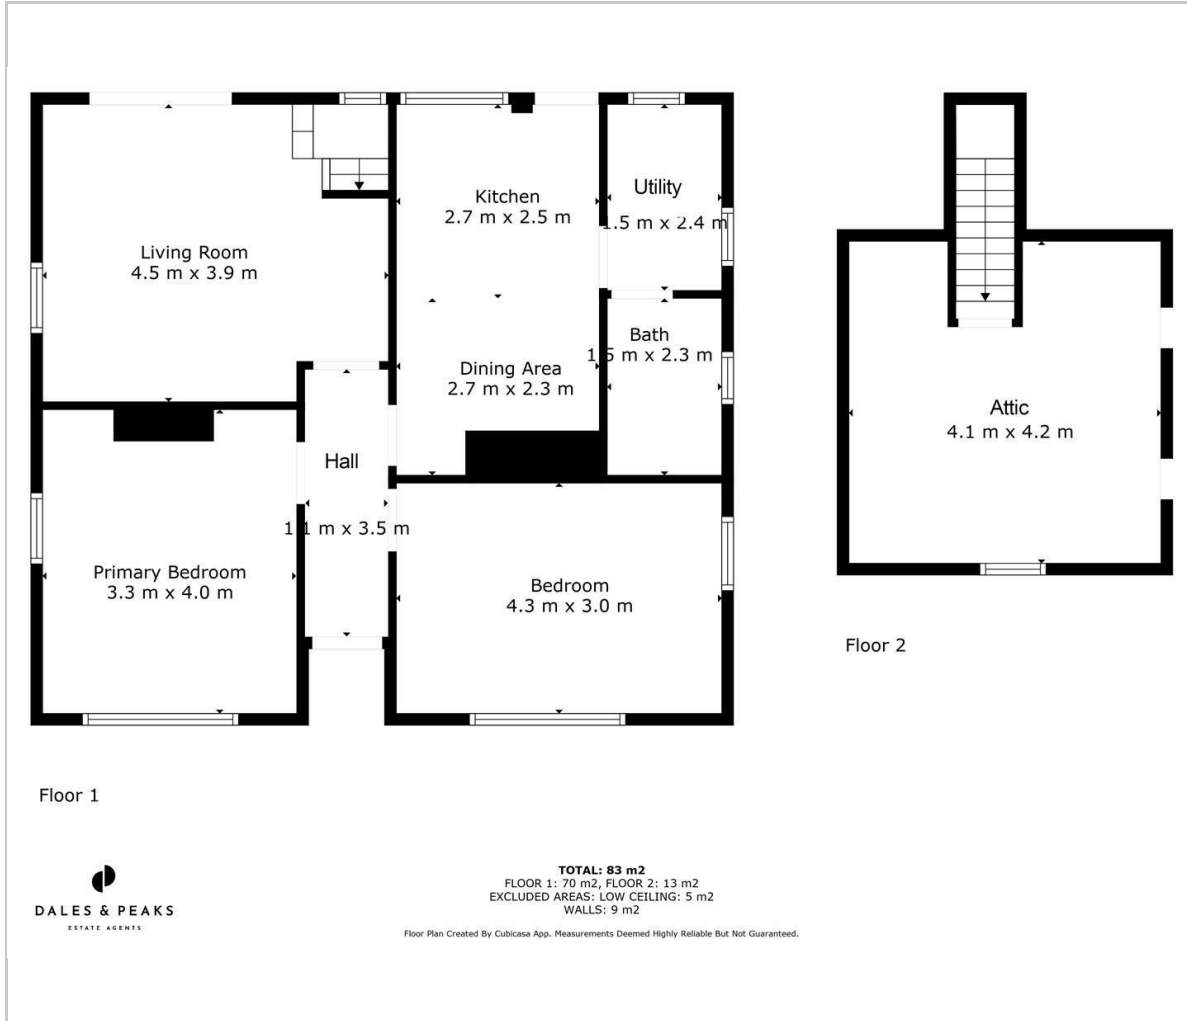 Kitchen
2.7 m x 2.5 m
Utility
1.5 m x 2.4 m
Living Room
4.5 m x 3.9 m
Bath
1.5 m x 2.3 m
Dining Area
2.7 m x 2.3 m
Hall
1.1 m x 3.5 m
Primary Bedroom
3.3 m x 4.0 m
Bedroom
4.3 m x 3.0 m
Attic
4.1 m x 4.2 m
Floor 2
Floor 1
DALES & PEAKS
ESTATE AGENTS
TOTAL: 83 m2
FLOOR 1: 70 m2, FLOOR 2: 13 m2
EXCLUDED AREAS: LOW CEILING: 5 m2
WALLS: 9 m2
Floor Plan Created By Cubicasa App. Measurements Deemed Highly Reliable But Not Guaranteed.